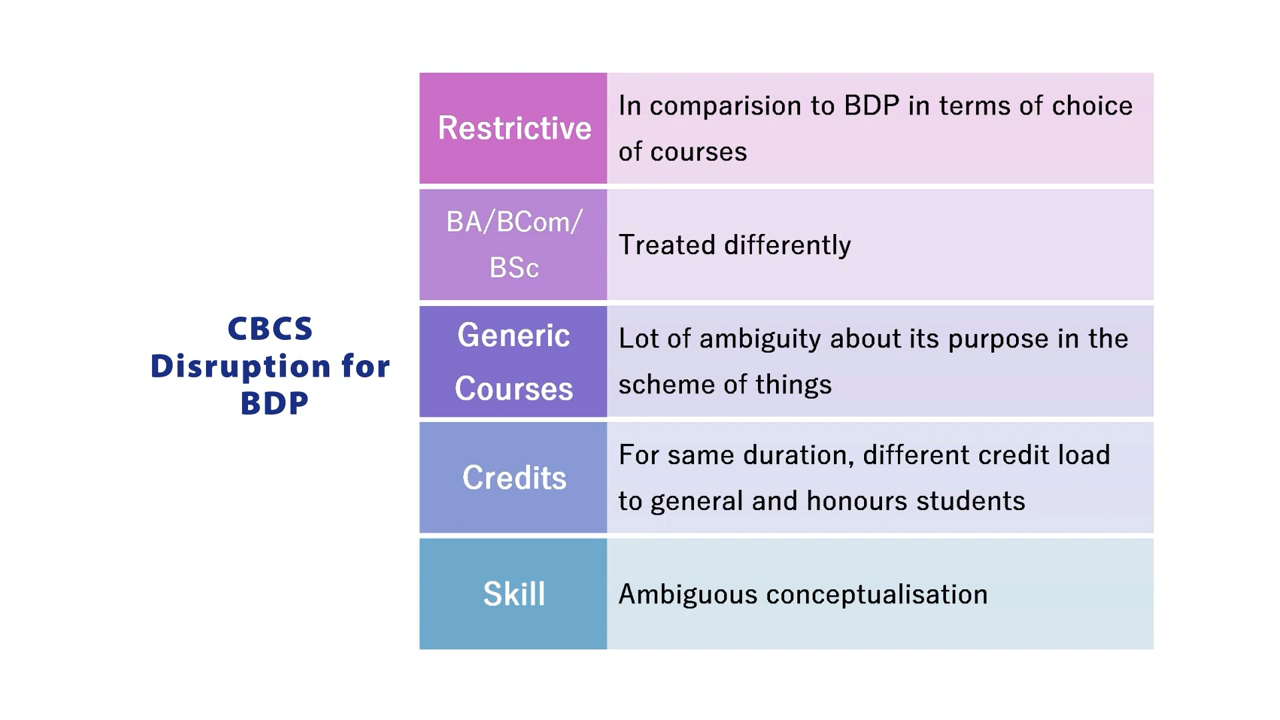 CBCS
Disruption for
BDP
Restrictive
In comparision to BDP in terms of choice
of courses
BA/BCom/
BSc
Treated differently
Generic
Courses
Lot of ambiguity about its purpose in the
scheme of things
Credits
For same duration, different credit load
to general and honours students
Skill
Ambiguous conceptualisation